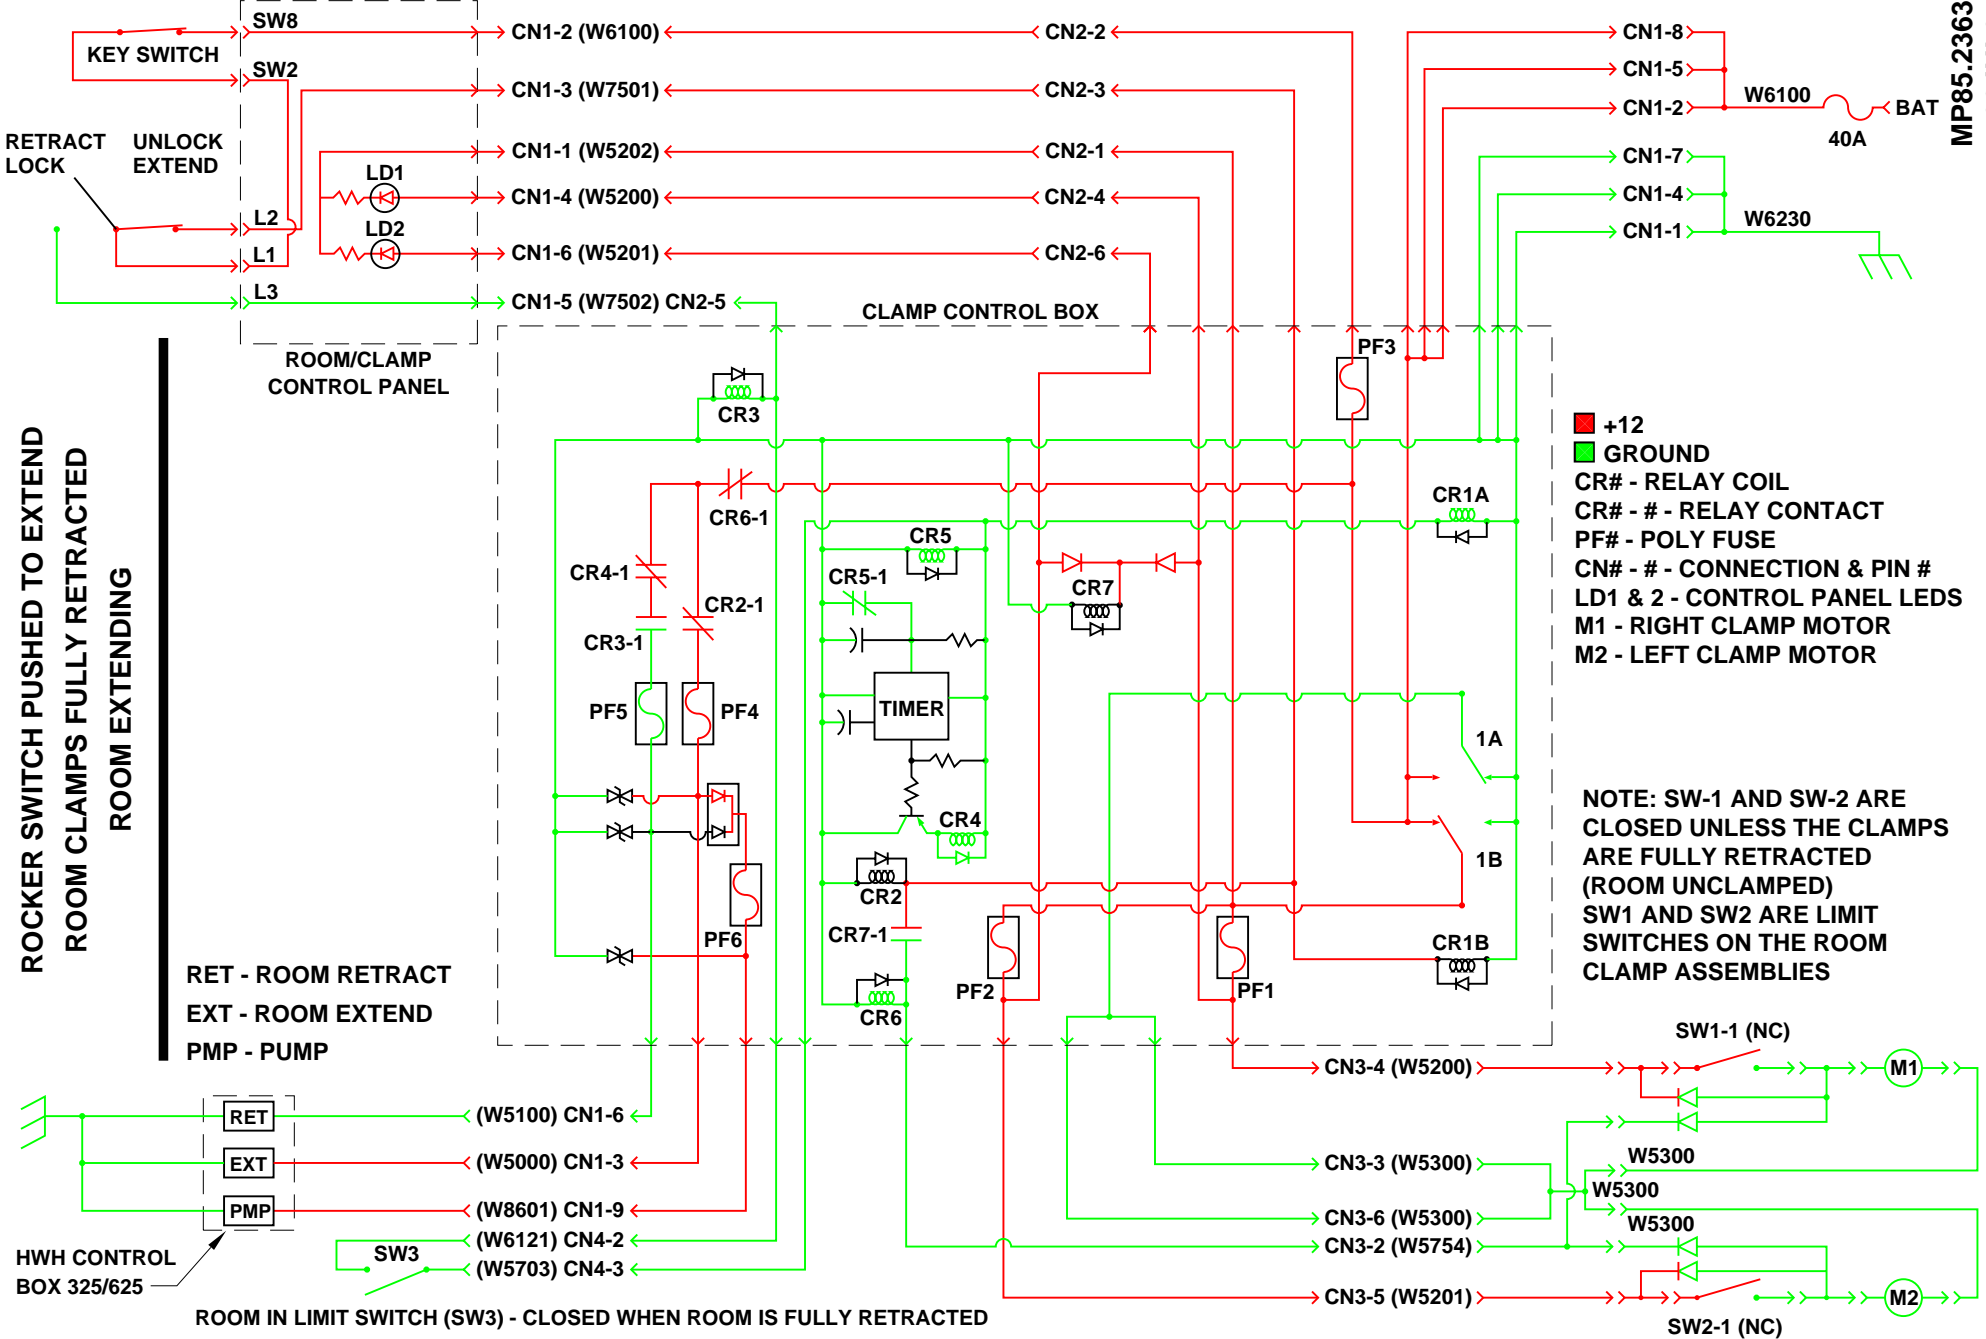 SW8
KEY SWITCH
SW2
RETRACT
LOCK
UNLOCK
EXTEND
L2
L1
L3
LD1
LD2
ROOM/CLAMP
CONTROL PANEL
CN1-2 (W6100)
CN2-2
CN1-3 (W7501)
CN2-3
CN1-1 (W5202)
CN2-1
CN1-4 (W5200)
CN2-4
CN1-6 (W5201)
CN2-6
CN1-5 (W7502) CN2-5
CLAMP CONTROL BOX
CN1-8
CN1-5
CN1-2
W6100
BAT
40A
CN1-7
CN1-4
CN1-1
W6230
MP85.2363
ROCKER SWITCH PUSHED TO EXTEND
ROOM CLAMPS FULLY RETRACTED
ROOM EXTENDING
RET - ROOM RETRACT
EXT - ROOM EXTEND
PMP - PUMP
PF3
CR3
CR6-1
CR1A
CR5
CR4-1
CR5-1
CR7
CR2-1
CR3-1
PF5
PF4
TIMER
1A
CR4
1B
CR2
PF6
CR7-1
CR1B
PF2
PF1
CR6
+12
GROUND
CR# - RELAY COIL
CR# - # - RELAY CONTACT
PF# - POLY FUSE
CN# - # - CONNECTION & PIN #
LD1 & 2 - CONTROL PANEL LEDS
M1 - RIGHT CLAMP MOTOR
M2 - LEFT CLAMP MOTOR
NOTE: SW-1 AND SW-2 ARE
CLOSED UNLESS THE CLAMPS
ARE FULLY RETRACTED
(ROOM UNCLAMPED)
SW1 AND SW2 ARE LIMIT
SWITCHES ON THE ROOM
CLAMP ASSEMBLIES
SW1-1 (NC)
CN3-4 (W5200)
M1
RET
(W5100) CN1-6
EXT
(W5000) CN1-3
PMP
(W8601) CN1-9
(W6121) CN4-2
SW3
(W5703) CN4-3
HWH CONTROL
BOX 325/625
CN3-3 (W5300)
W5300
W5300
CN3-6 (W5300)
W5300
CN3-2 (W5754)
CN3-5 (W5201)
M2
SW2-1 (NC)
ROOM IN LIMIT SWITCH (SW3) - CLOSED WHEN ROOM IS FULLY RETRACTED